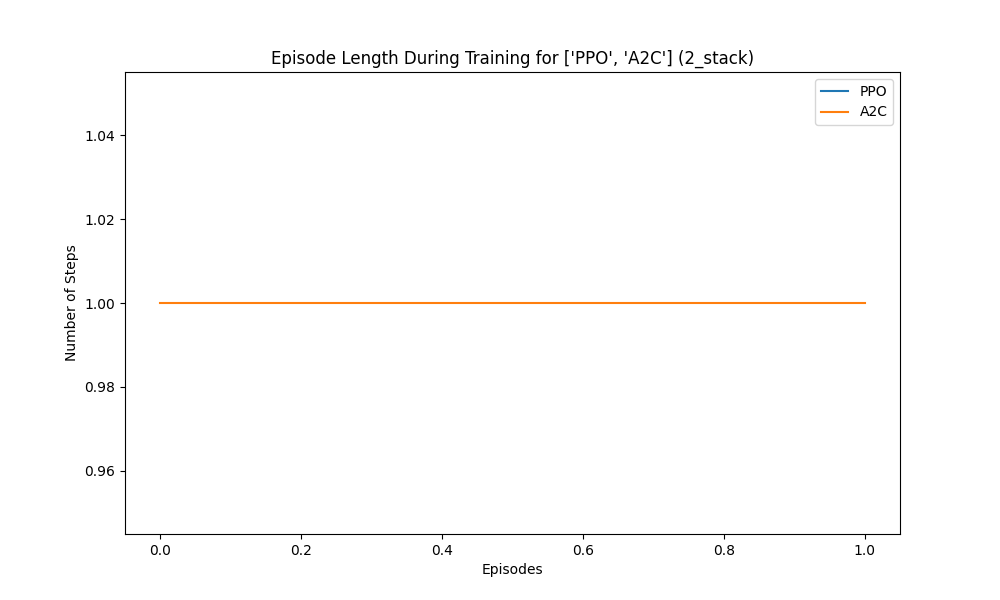 Episode Length During Training for ['PPO', 'A2C'] (2_stack)
PPO
A2C
1.04
1.02
1.00
0.98
0.96
Number of Steps
0.0 0.2 0.4 0.6 0.8 1.0
Episodes